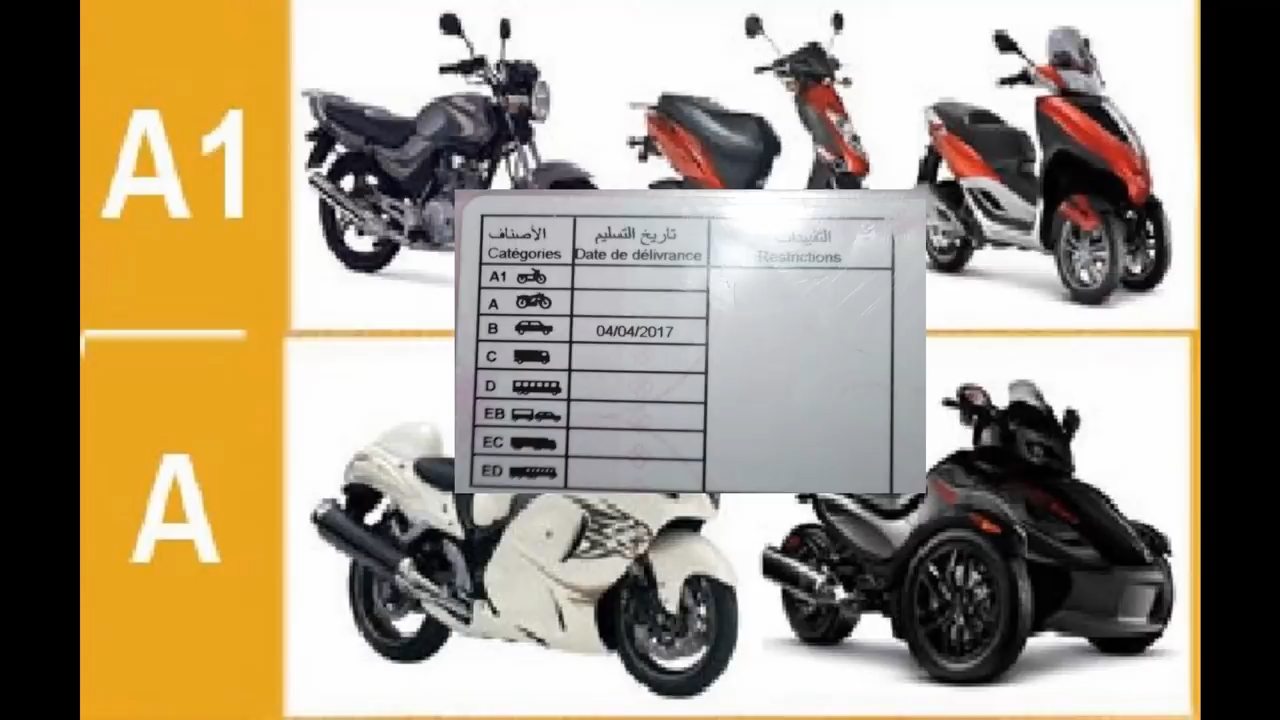 A1
الأصناف تاريخ التسليم التقييدات
Catégories Date de délivrance Restrictions
A1
A
B 04/04/2017
C
D
EB
EC
ED
A